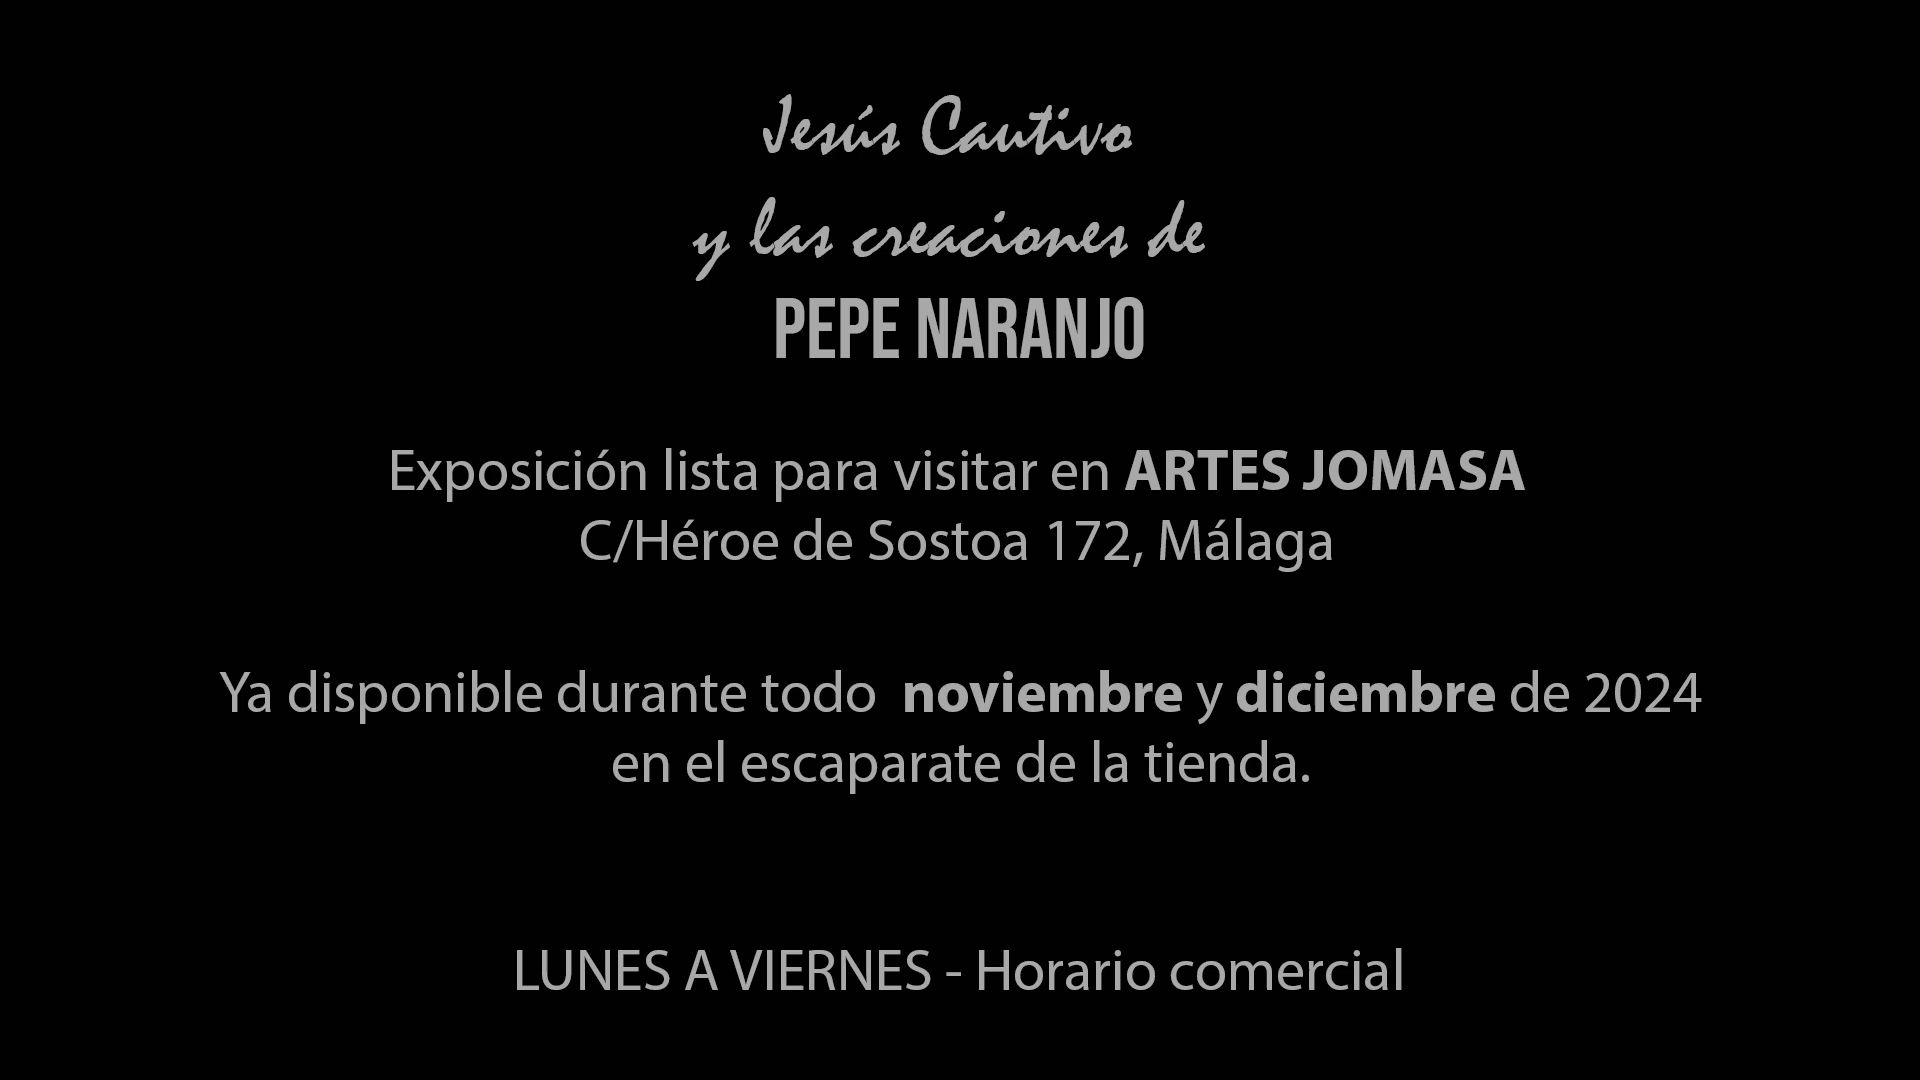 Jesús Cautivo
y las creaciones de
PEPE NARANJO
Exposición lista para visitar en ARTES JOMASA
C/Héroe de Sostoa 172, Málaga
Ya disponible durante todo noviembre y diciembre de 2024
en el escaparate de la tienda.
LUNES A VIERNES - Horario comercial